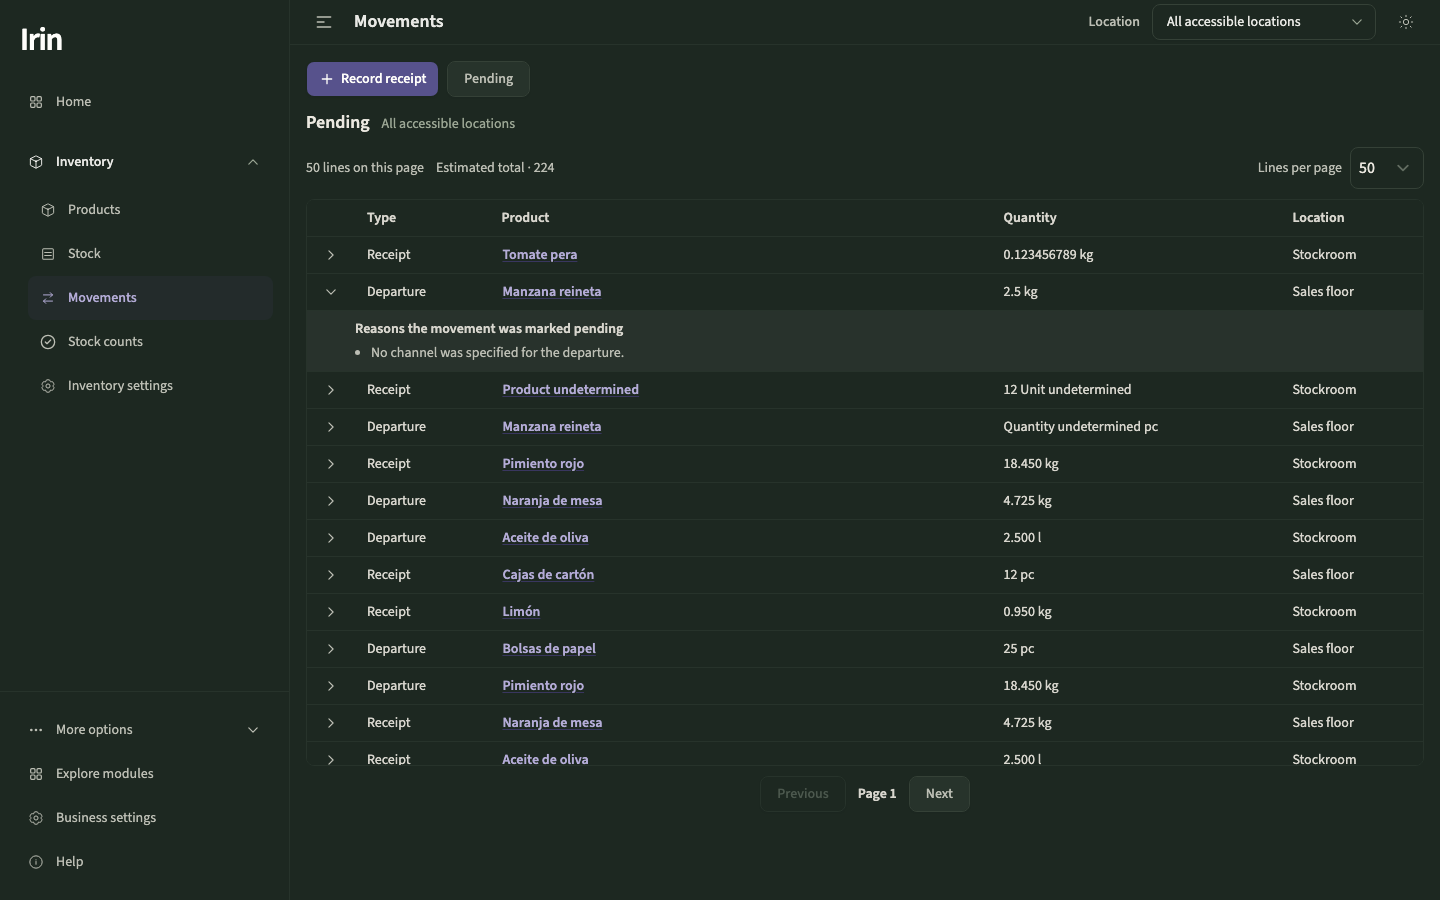 Irin
Movements
Location
All accessible locations
Home
Inventory
Products
Stock
Movements
Stock counts
Inventory settings
More options
Explore modules
Business settings
Help
Record receipt
Pending
Pending All accessible locations
50 lines on this page Estimated total · 224
Lines per page 50
Type Product Quantity Location
Receipt Tomate pera 0.123456789 kg Stockroom
Departure Manzana reineta 2.5 kg Sales floor
Reasons the movement was marked pending
• No channel was specified for the departure.
Receipt Product undetermined 12 Unit undetermined Stockroom
Departure Manzana reineta Quantity undetermined pc Sales floor
Receipt Pimiento rojo 18.450 kg Stockroom
Departure Naranja de mesa 4.725 kg Sales floor
Departure Aceite de oliva 2.500 l Stockroom
Receipt Cajas de cartón 12 pc Sales floor
Receipt Limón 0.950 kg Stockroom
Departure Bolsas de papel 25 pc Sales floor
Departure Pimiento rojo 18.450 kg Stockroom
Receipt Naranja de mesa 4.725 kg Sales floor
Receipt Aceite de oliva 2.500 l Stockroom
Previous Page 1 Next